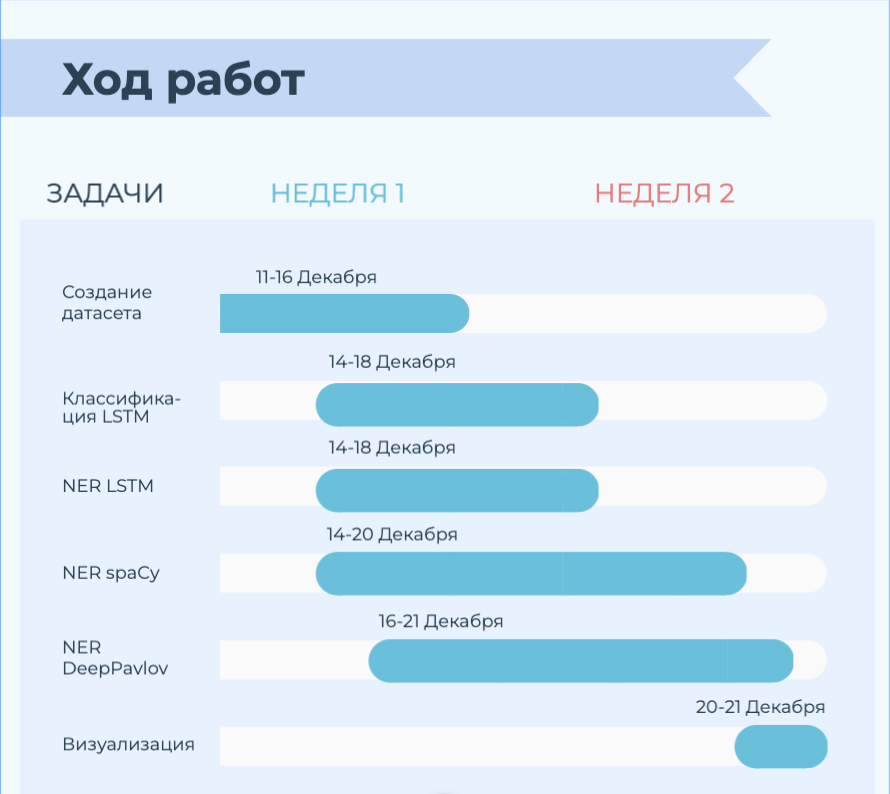 Ход работ
ЗАДАЧИ НЕДЕЛЯ 1 НЕДЕЛЯ 2
11-16 Декабря
Создание
датасета
14-18 Декабря
Классифика-
ция LSTM
14-18 Декабря
NER LSTM
14-20 Декабря
NER spaCy
16-21 Декабря
NER
DeepPavlov
20-21 Декабря
Визуализация